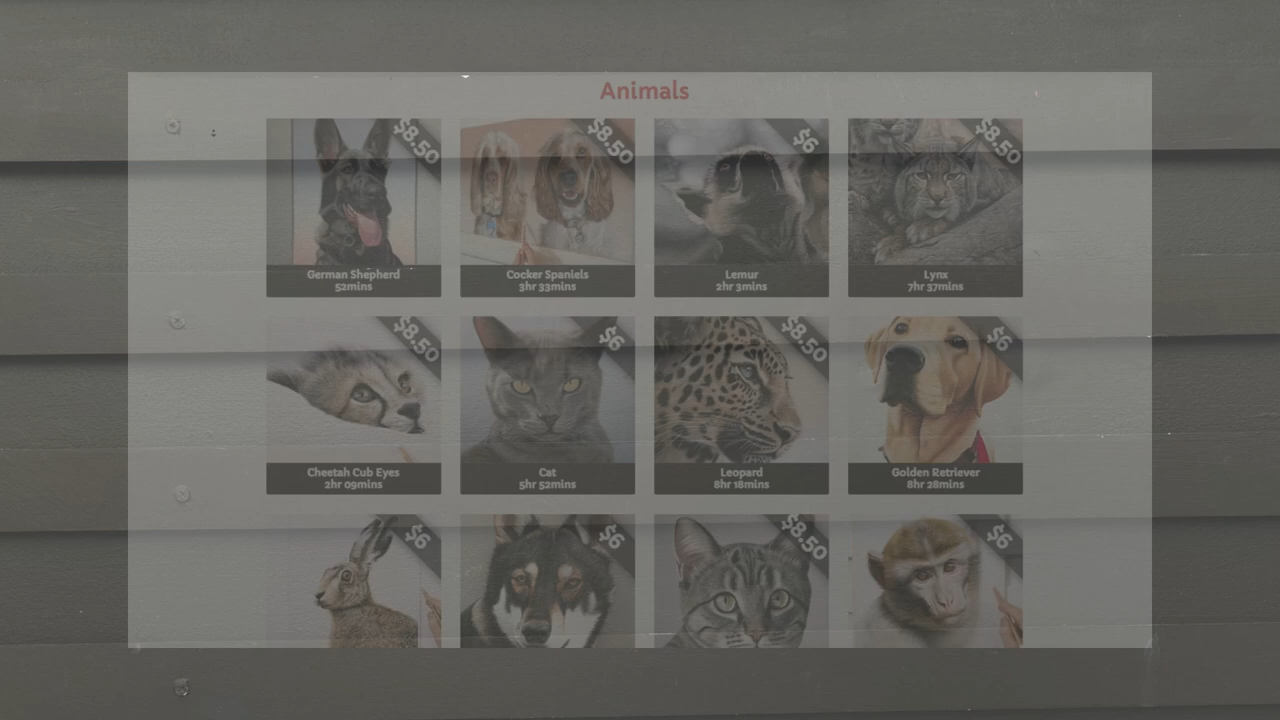 Animals
$8.50
$8.50
$6
$8.50
German Shepherd
52mins
Cocker Spaniels
3hr 33mins
Lemur
2hr 3mins
Lynx
7hr 37mins
$8.50
$6
$8.50
$6
Cheetah Cub Eyes
2hr 09mins
Cat
5hr 52mins
Leopard
8hr 18mins
Golden Retriever
8hr 28mins
$6
$6
$8.50
$6